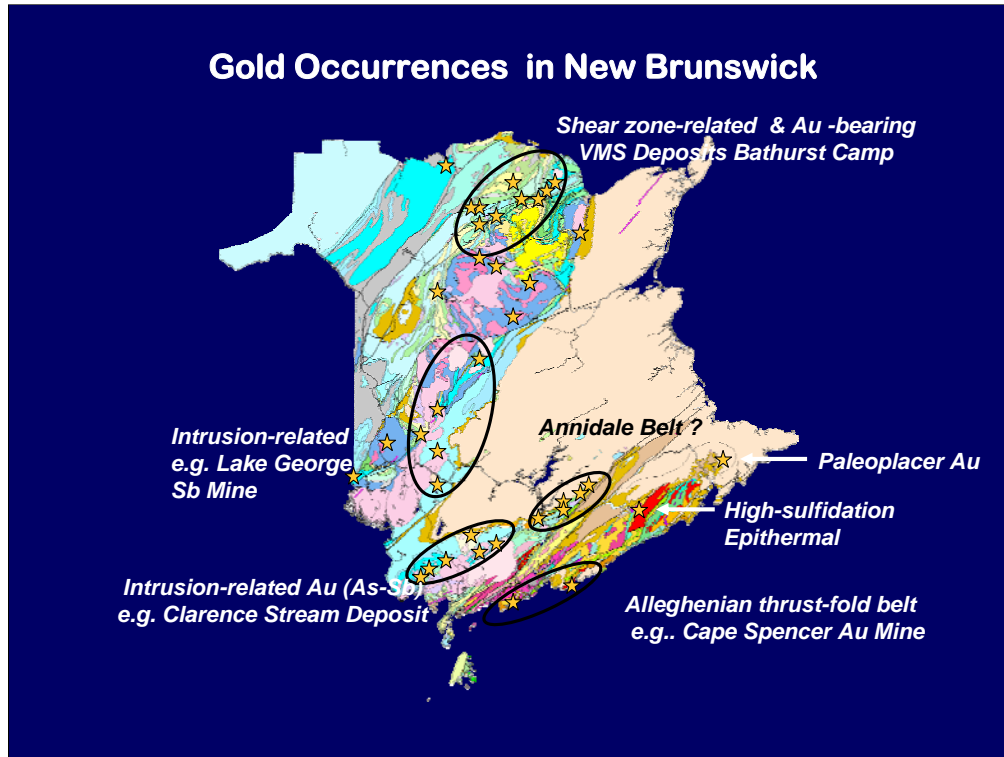 Gold Occurrences in New Brunswick
Shear zone-related & Au -bearing
VMS Deposits Bathurst Camp
Annidale Belt ?
Intrusion-related
e.g. Lake George
Sb Mine
Paleoplacer Au
High-sulfidation
Epithermal
Intrusion-related Au (As-Sb)
e.g. Clarence Stream Deposit
Alleghenian thrust-fold belt
e.g.. Cape Spencer Au Mine